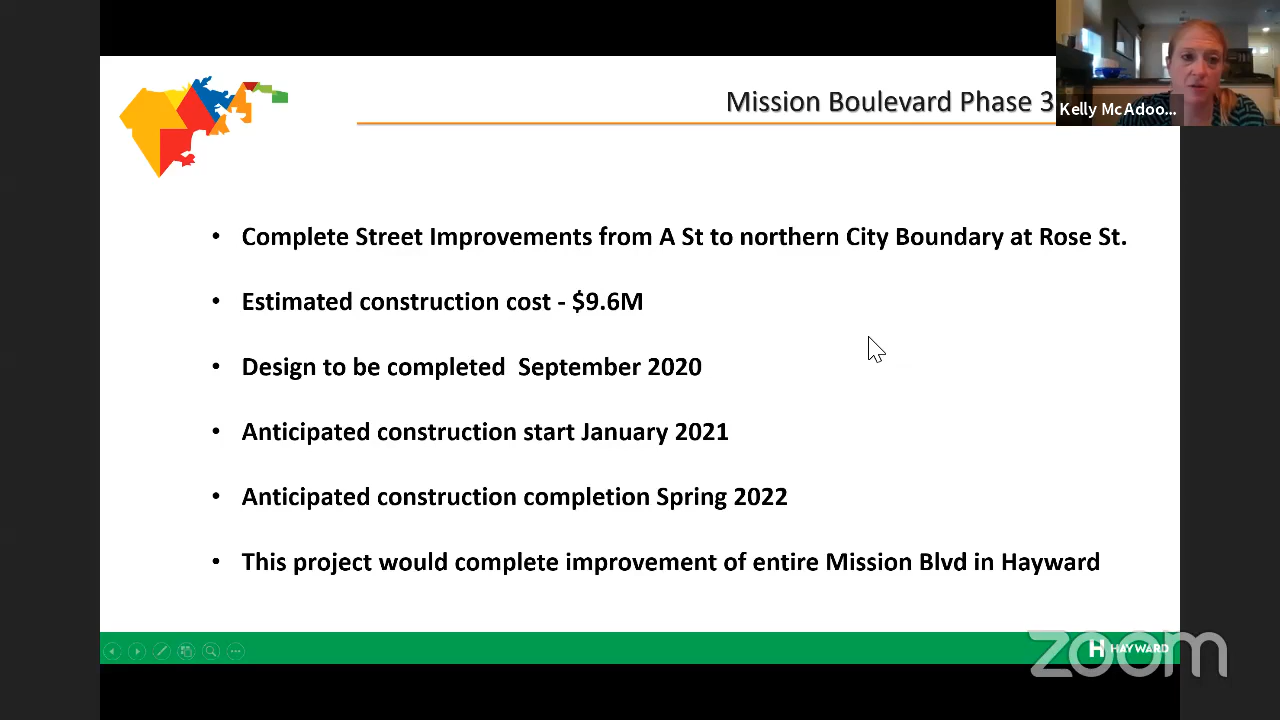 Mission Boulevard Phase 3
Kelly McAdoo...
• Complete Street Improvements from A St to northern City Boundary at Rose St.
• Estimated construction cost - $9.6M
• Design to be completed  September 2020
• Anticipated construction start January 2021
• Anticipated construction completion Spring 2022
• This project would complete improvement of entire Mission Blvd in Hayward
H HAYWARD
zoom